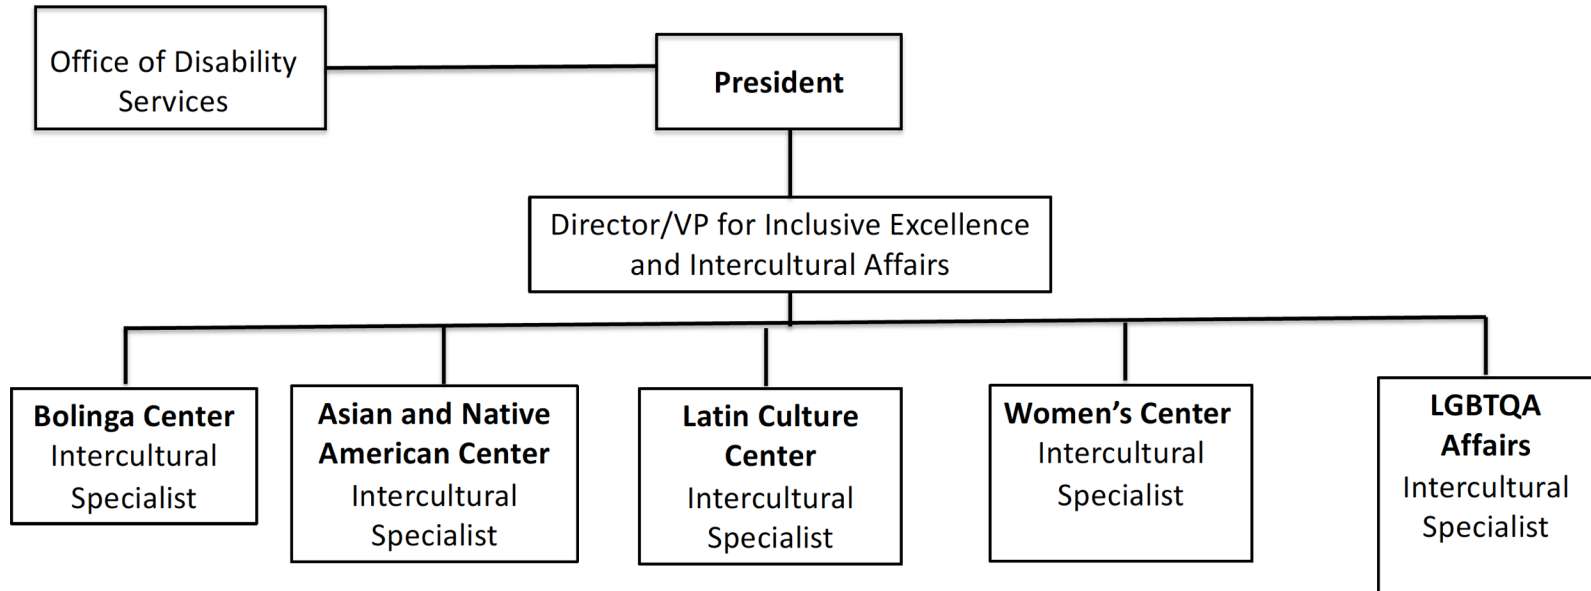 Office of Disability
Services
President
Director/VP for Inclusive Excellence
and Intercultural Affairs
Bolinga Center
Intercultural
Specialist
Asian and Native
American Center
Intercultural
Specialist
Latin Culture
Center
Intercultural
Specialist
Women’s Center
Intercultural
Specialist
LGBTQA
Affairs
Intercultural
Specialist